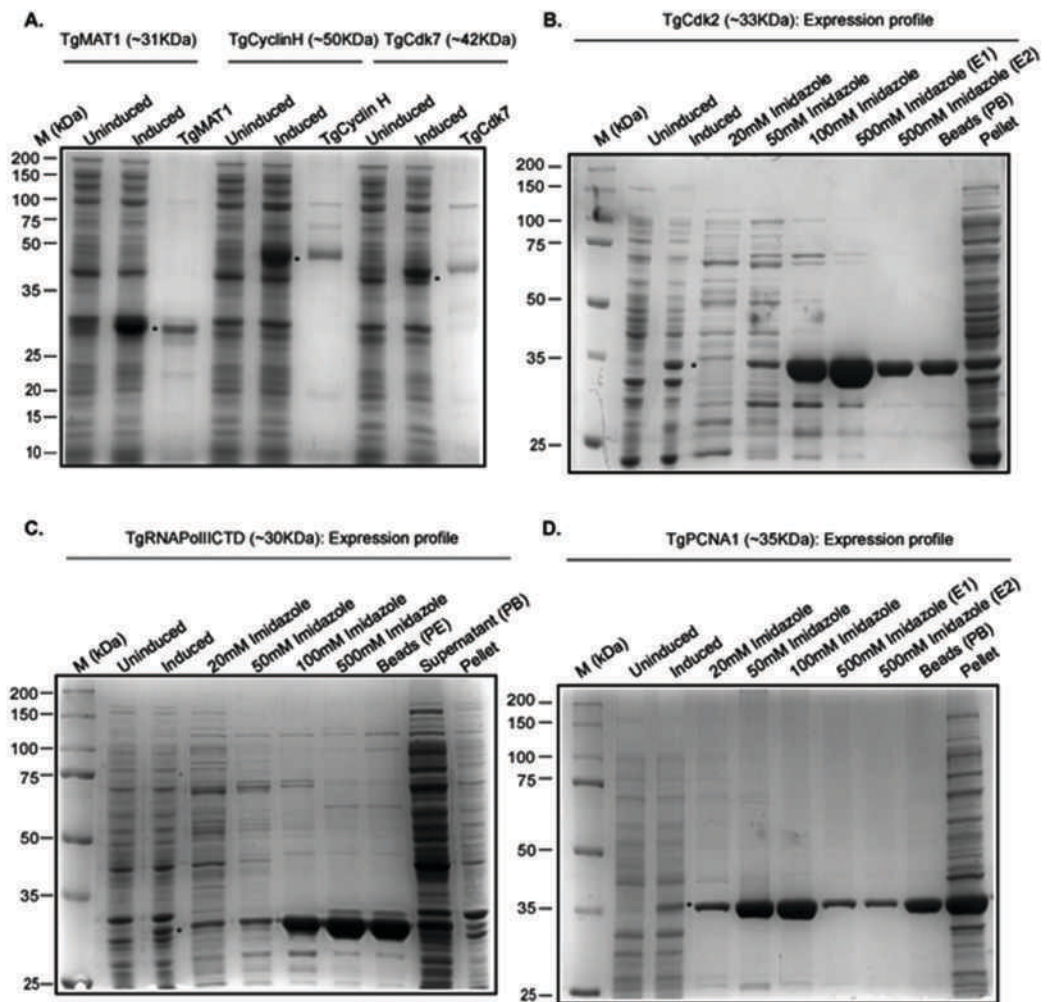 A.
TgMAT1 (~31KDa) TgCyclinH (~50KDa) TgCdk7 (~42KDa)
M (kDa) Uninduced Induced TgMAT1 Uninduced Induced TgCyclin H Uninduced Induced TgCdk7
200
150
100
75
50
35
25
20
15
10
B.
TgCdk2 (~33KDa): Expression profile
M (kDa) Uninduced Induced 20mM Imidazole 50mM Imidazole 100mM Imidazole 500mM Imidazole (E1) 500mM Imidazole (E2) Beads (PB) Pellet
200
150
100
75
50
35
25
C.
TgRNAPolIICTD (~30KDa): Expression profile
M (kDa) Uninduced Induced 20mM Imidazole 50mM Imidazole 100mM Imidazole 500mM Imidazole Beads (PE) Supernatant (PB) Pellet
200
150
100
75
50
35
25
D.
TgPCNA1 (~35KDa): Expression profile
M (kDa) Uninduced Induced 20mM Imidazole 50mM Imidazole 100mM Imidazole 500mM Imidazole (E1) 500mM Imidazole (E2) Beads (PB) Pellet
200
150
100
75
50
35
25